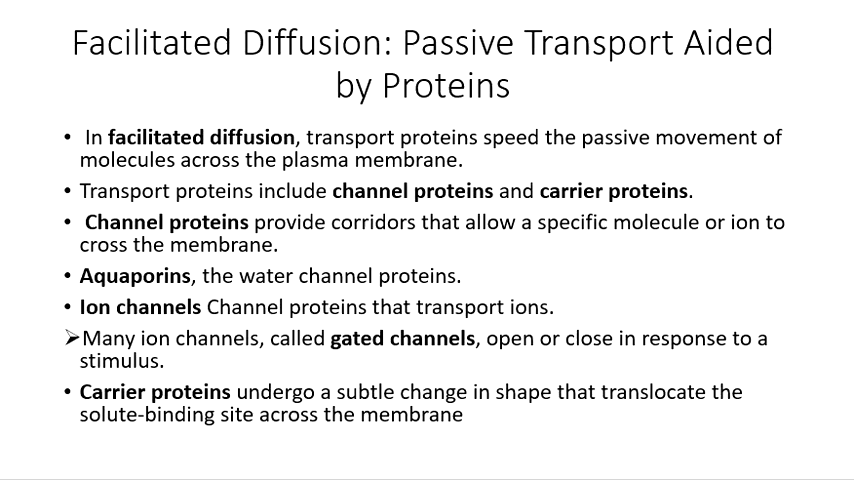 Facilitated Diffusion: Passive Transport Aided
by Proteins
• In facilitated diffusion, transport proteins speed the passive movement of
molecules across the plasma membrane.
• Transport proteins include channel proteins and carrier proteins.
• Channel proteins provide corridors that allow a specific molecule or ion to
cross the membrane.
• Aquaporins, the water channel proteins.
• Ion channels Channel proteins that transport ions.
➢Many ion channels, called gated channels, open or close in response to a
stimulus.
• Carrier proteins undergo a subtle change in shape that translocate the
solute-binding site across the membrane